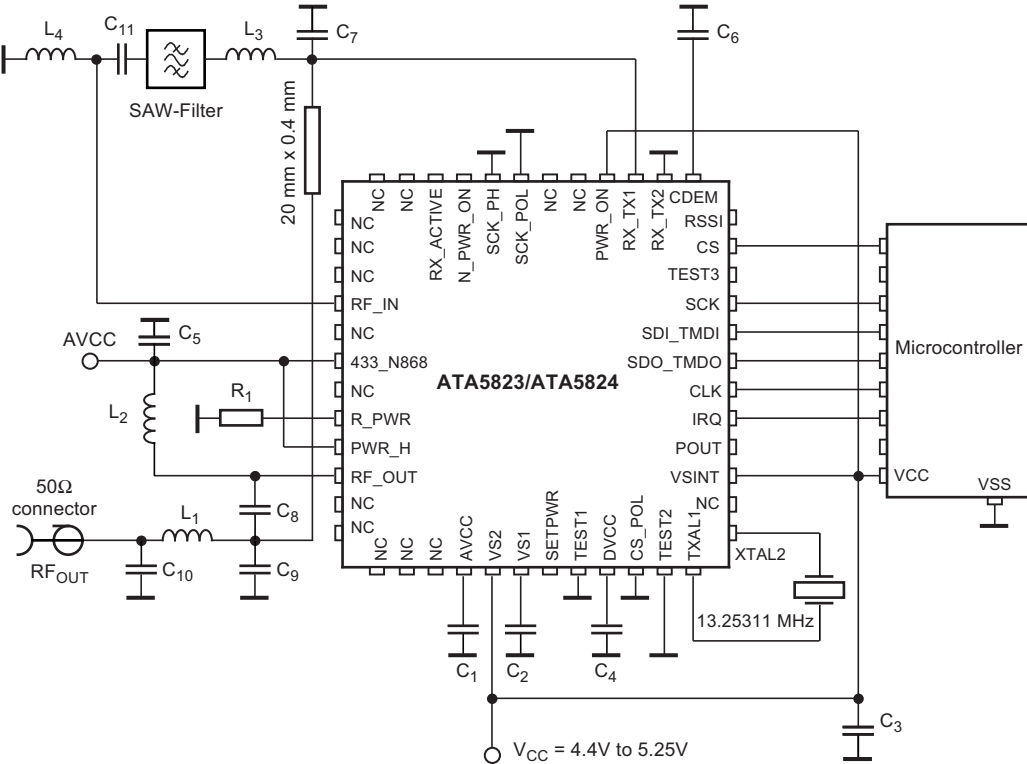 L4
C11
L3
C7
C6
SAW-Filter
20 mm x 0.4 mm
NC
NC
RX_ACTIVE
N_PWR_ON
SCK_PH
SCK_POL
NC
NC
PWR_ON
RX_TX1
RX_TX2
CDEM
NC
NC
NC
RF_IN
NC
433_N868
NC
R_PWR
PWR_H
RF_OUT
NC
NC
RSSI
CS
TEST3
SCK
SDI_TMDI
SDO_TMDO
CLK
IRQ
POUT
VSINT
NC
XTAL2
ATA5823/ATA5824
Microcontroller
VCC
VSS
AVCC
C5
L2
R1
50Ω
connector
L1
C8
RFOUT
C10
C9
NC
NC
NC
AVCC
VS2
VS1
SETPWR
TEST1
DVCC
CS_POL
TEST2
TXAL1
13.25311 MHz
C1
C2
C4
C3
VCC = 4.4V to 5.25V